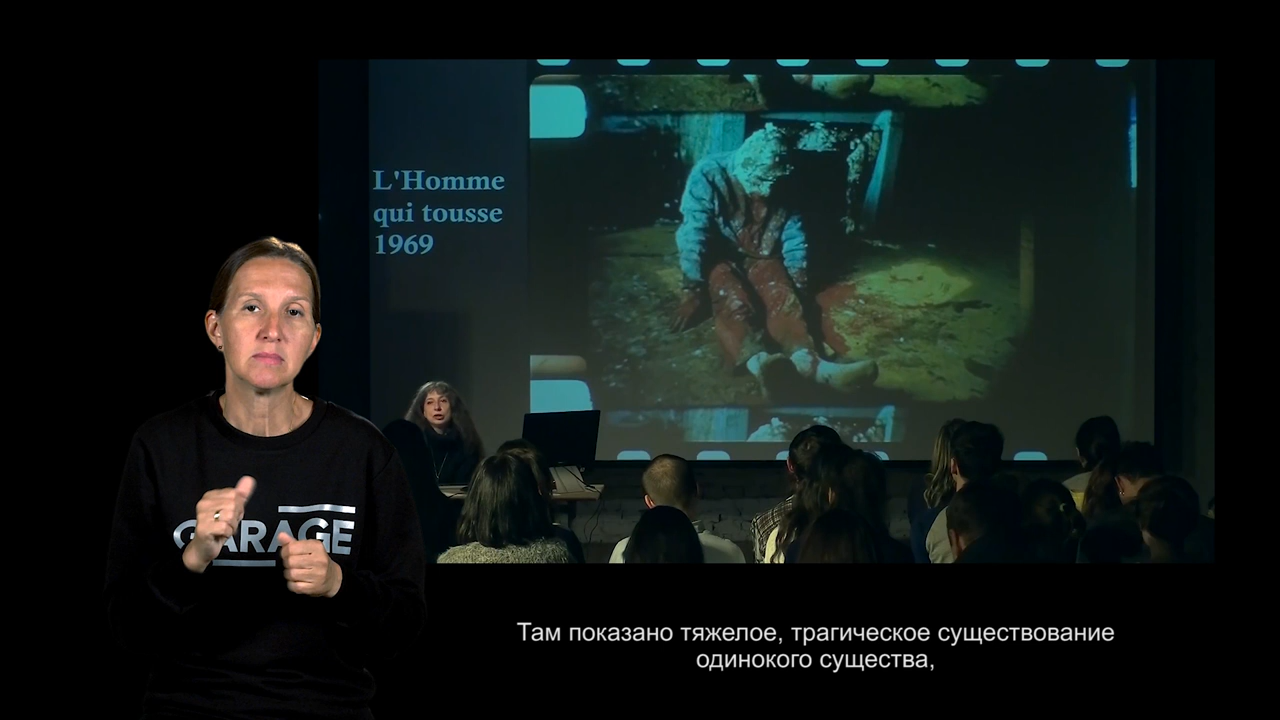 L'Homme
qui tousse
1969
GARAGE
Там показано тяжелое, трагическое существование
одинокого существа,